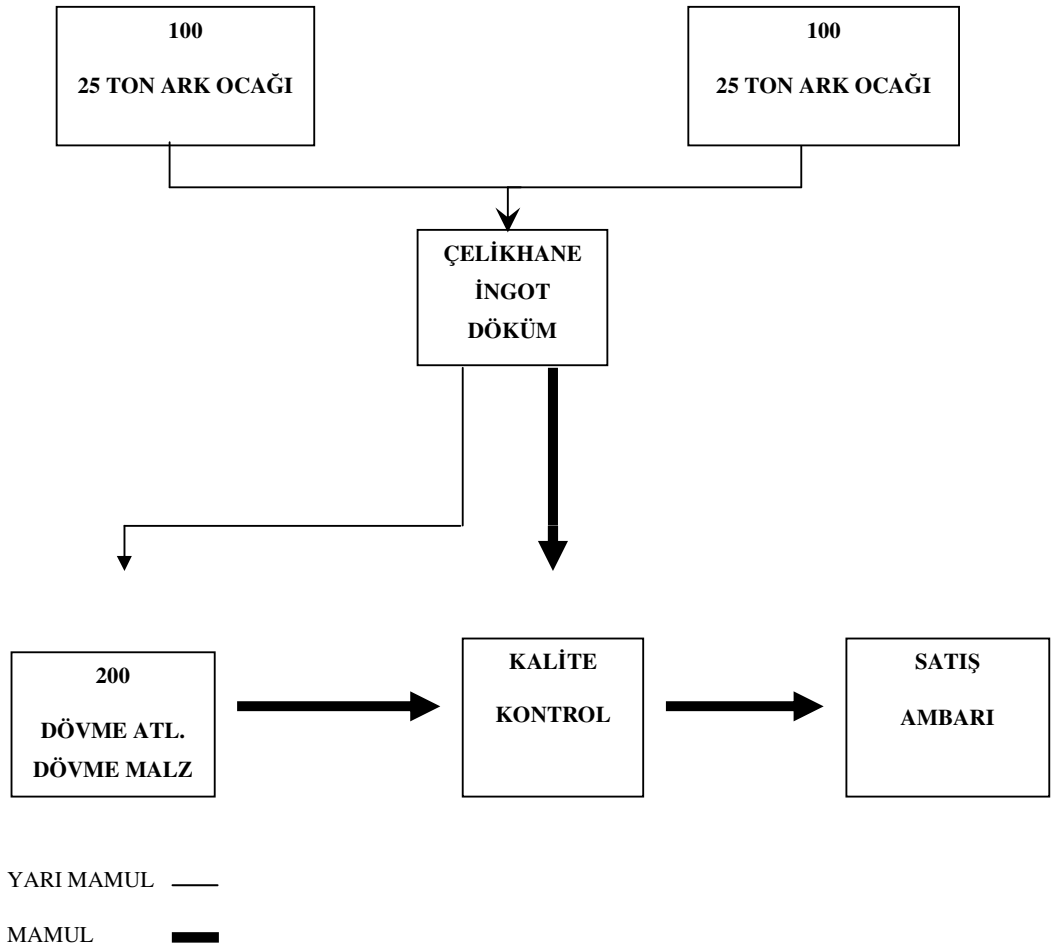 100
25 TON ARK OCAĞI
100
25 TON ARK OCAĞI
ÇELİKHANE
İNGOT
DÖKÜM
200
DÖVME ATL.
DÖVME MALZ
KALİTE
KONTROL
SATIŞ
AMBARI
YARI MAMUL
MAMUL